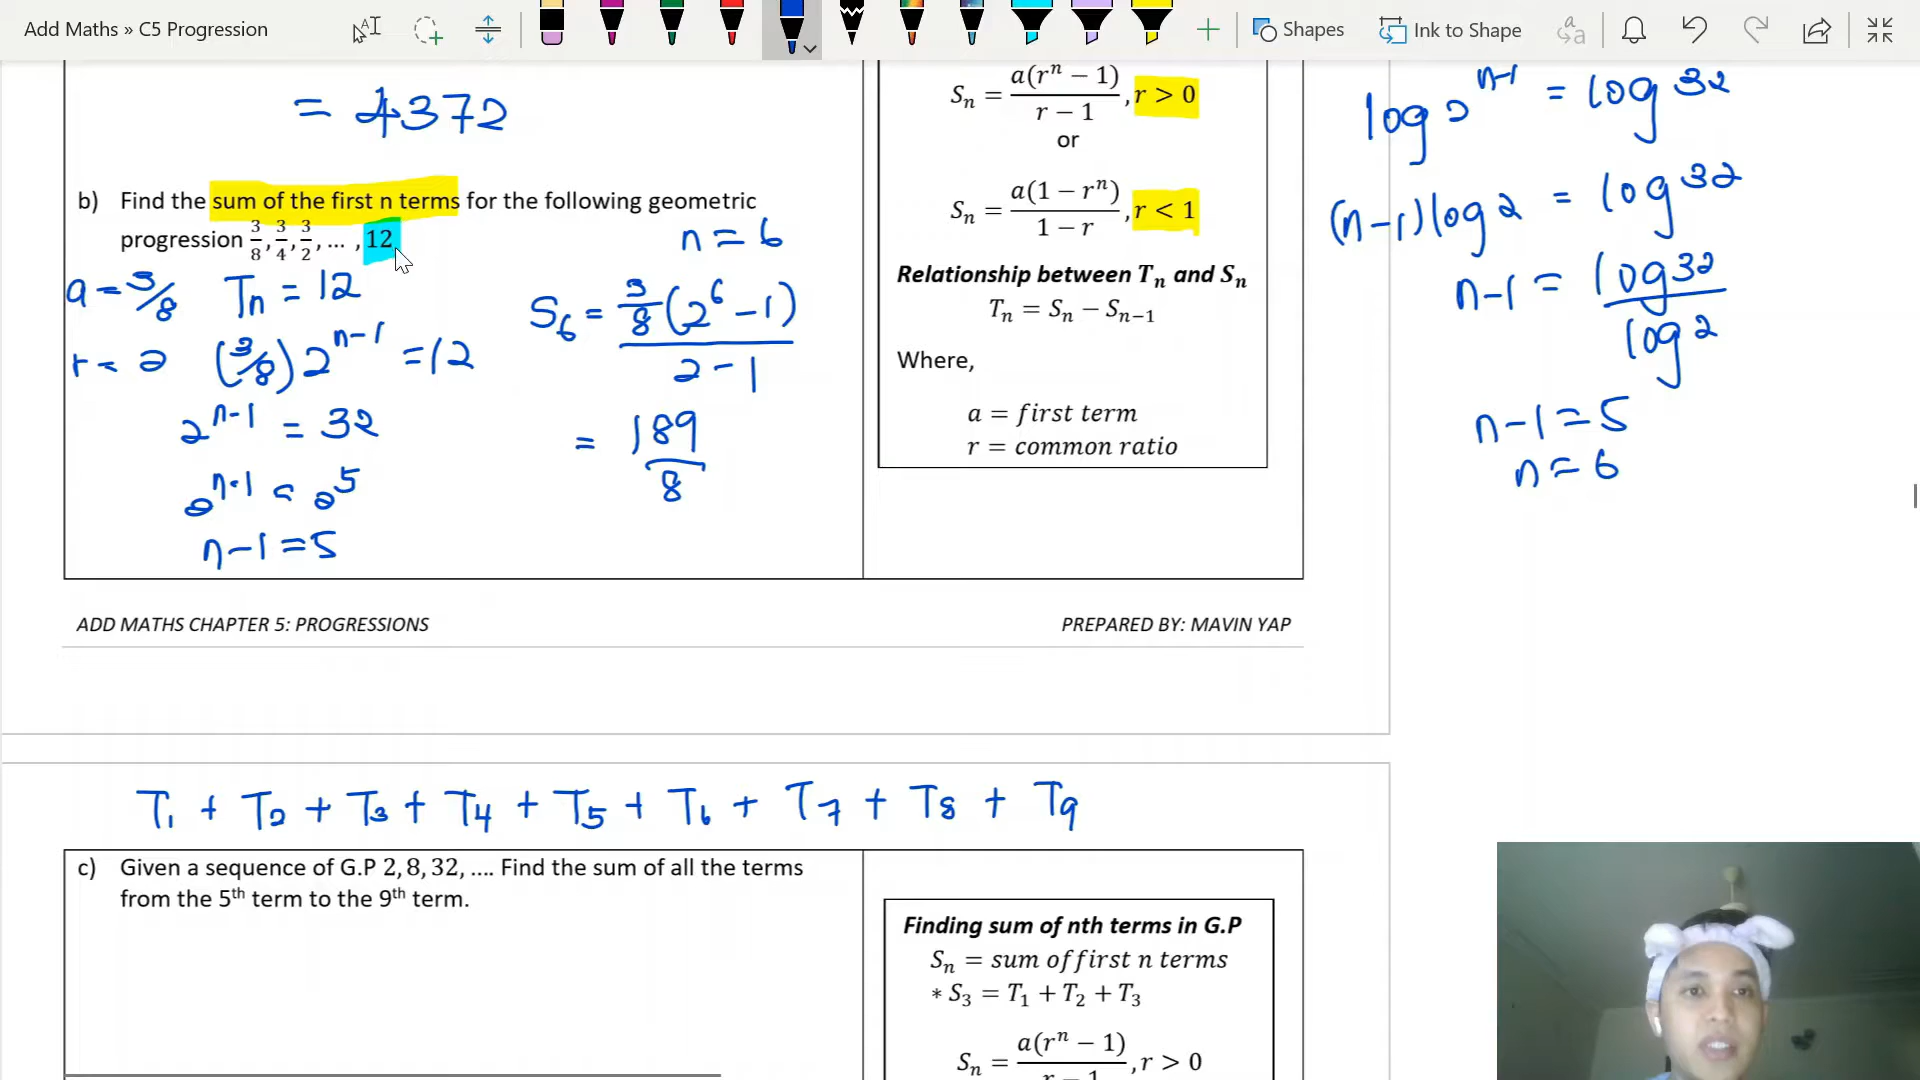 Add Maths » C5 Progression
Shapes
Ink to Shape
= 4372
b) Find the sum of the first n terms for the following geometric
progression 3/8, 3/4, 3/2, ... , 12
n = 6
a = 3/8 Tn = 12
r = 2 (3/8) 2^(n-1) = 12
2^(n-1) = 32
2^(n-1) = 2^5
n-1 = 5
S6 = 3/8 (2^6 - 1) / (2 - 1)
= 189/8
Sn = a(r^n − 1) / (r − 1), r > 0
or
Sn = a(1 − r^n) / (1 − r), r < 1
Relationship between Tn and Sn
Tn = Sn − Sn−1
Where,
a = first term
r = common ratio
log 2^(n-1) = log 32
(n-1) log 2 = log 32
n-1 = log 32 / log 2
n-1 = 5
n = 6
ADD MATHS CHAPTER 5: PROGRESSIONS
PREPARED BY: MAVIN YAP
T1 + T2 + T3 + T4 + T5 + T6 + T7 + T8 + T9
c) Given a sequence of G.P 2, 8, 32, .... Find the sum of all the terms
from the 5th term to the 9th term.
Finding sum of nth terms in G.P
Sn = sum of first n terms
* S3 = T1 + T2 + T3
Sn = a(r^n − 1) / (r − 1), r > 0